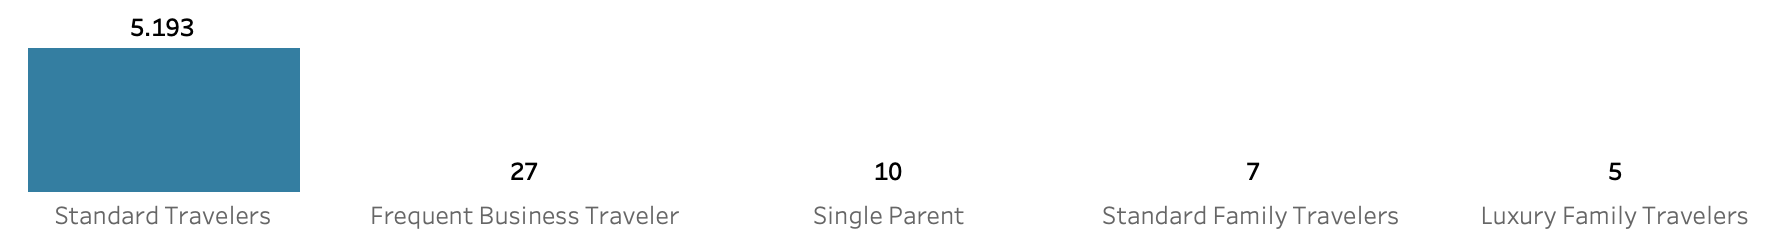 5.193
27
10
7
5
Standard Travelers
Frequent Business Traveler
Single Parent
Standard Family Travelers
Luxury Family Travelers